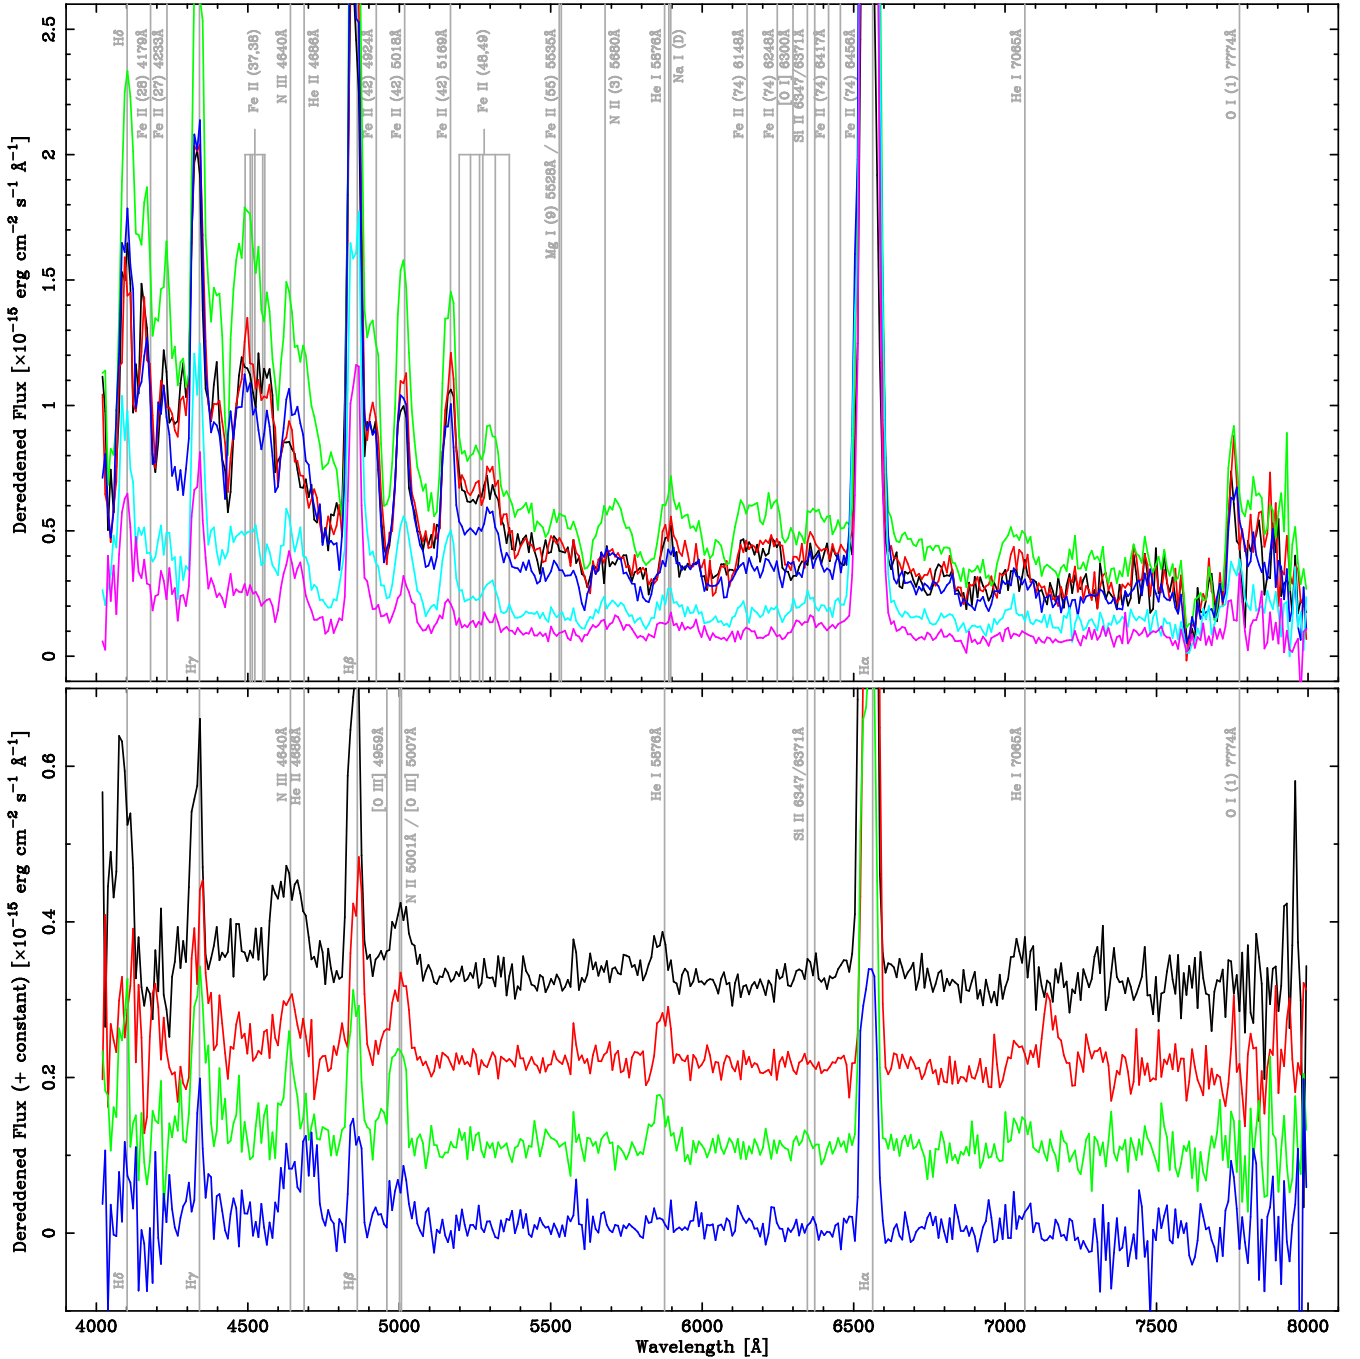 Dereddened Flux [×10⁻¹⁵ erg cm⁻² s⁻¹ Å⁻¹]
2.5
2
1.5
1
0.5
0
Hδ
Fe II (28) 4179Å
Fe II (27) 4233Å
Hγ
Fe II (37,38)
N III 4640Å
He II 4686Å
Hβ
Fe II (42) 4924Å
Fe II (42) 5018Å
Fe II (42) 5169Å
Fe II (48,49)
Mg I (9) 5528Å / Fe II (55) 5535Å
N II (3) 5680Å
He I 5876Å
Na I (D)
Fe II (74) 6148Å
Fe II (74) 6248Å
[O I] 6300Å
Si II 6347/6371Å
Fe II (74) 6417Å
Fe II (74) 6456Å
Hα
He I 7065Å
O I (1) 7774Å
Dereddened Flux (+ constant) [×10⁻¹⁵ erg cm⁻² s⁻¹ Å⁻¹]
0.6
0.4
0.2
0
Hδ
Hγ
N III 4640Å
He II 4686Å
Hβ
[O III] 4959Å
N II 5001Å / [O III] 5007Å
He I 5876Å
Si II 6347/6371Å
Hα
He I 7065Å
O I (1) 7774Å
4000 4500 5000 5500 6000 6500 7000 7500 8000
Wavelength [Å]